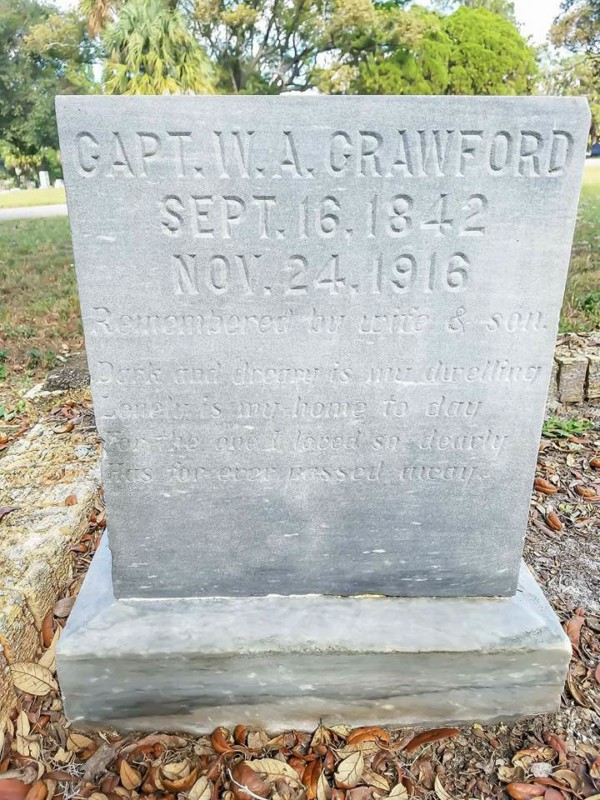 CAPT. W. A. CRAWFORD
SEPT. 16, 1842
NOV. 24, 1916
Remembered by wife & son.
Dark and dreary is my dwelling
Lonely is my home to day
For the one I loved so dearly
Has for ever passed away.